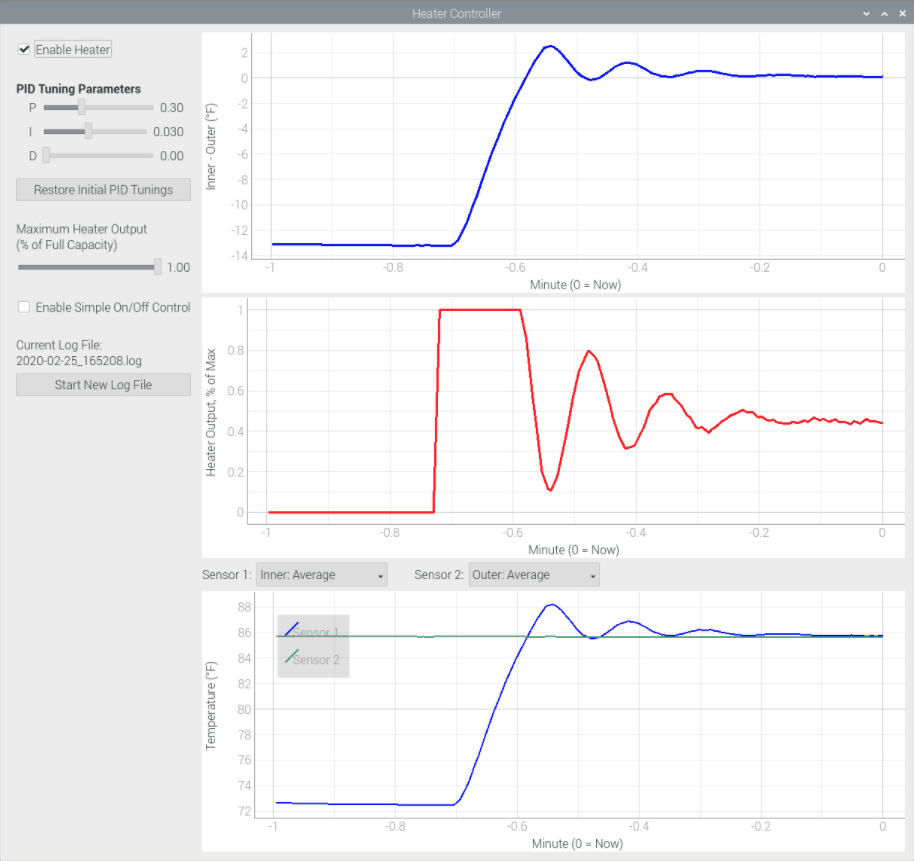 Heater Controller
Enable Heater
PID Tuning Parameters
P 0.30
I 0.030
D 0.00
Restore Initial PID Tunings
Maximum Heater Output
(% of Full Capacity)
1.00
Enable Simple On/Off Control
Current Log File:
2020-02-25_165208.log
Start New Log File
Inner - Outer (°F)
2
0
-2
-4
-6
-8
-10
-12
-14
-1 -0.8 -0.6 -0.4 -0.2 0
Minute (0 = Now)
Heater Output, % of Max
1
0.8
0.6
0.4
0.2
0
-1 -0.8 -0.6 -0.4 -0.2 0
Minute (0 = Now)
Sensor 1: Inner: Average Sensor 2: Outer: Average
Temperature (°F)
88
86
84
82
80
78
76
74
72
Sensor 1
Sensor 2
-1 -0.8 -0.6 -0.4 -0.2 0
Minute (0 = Now)